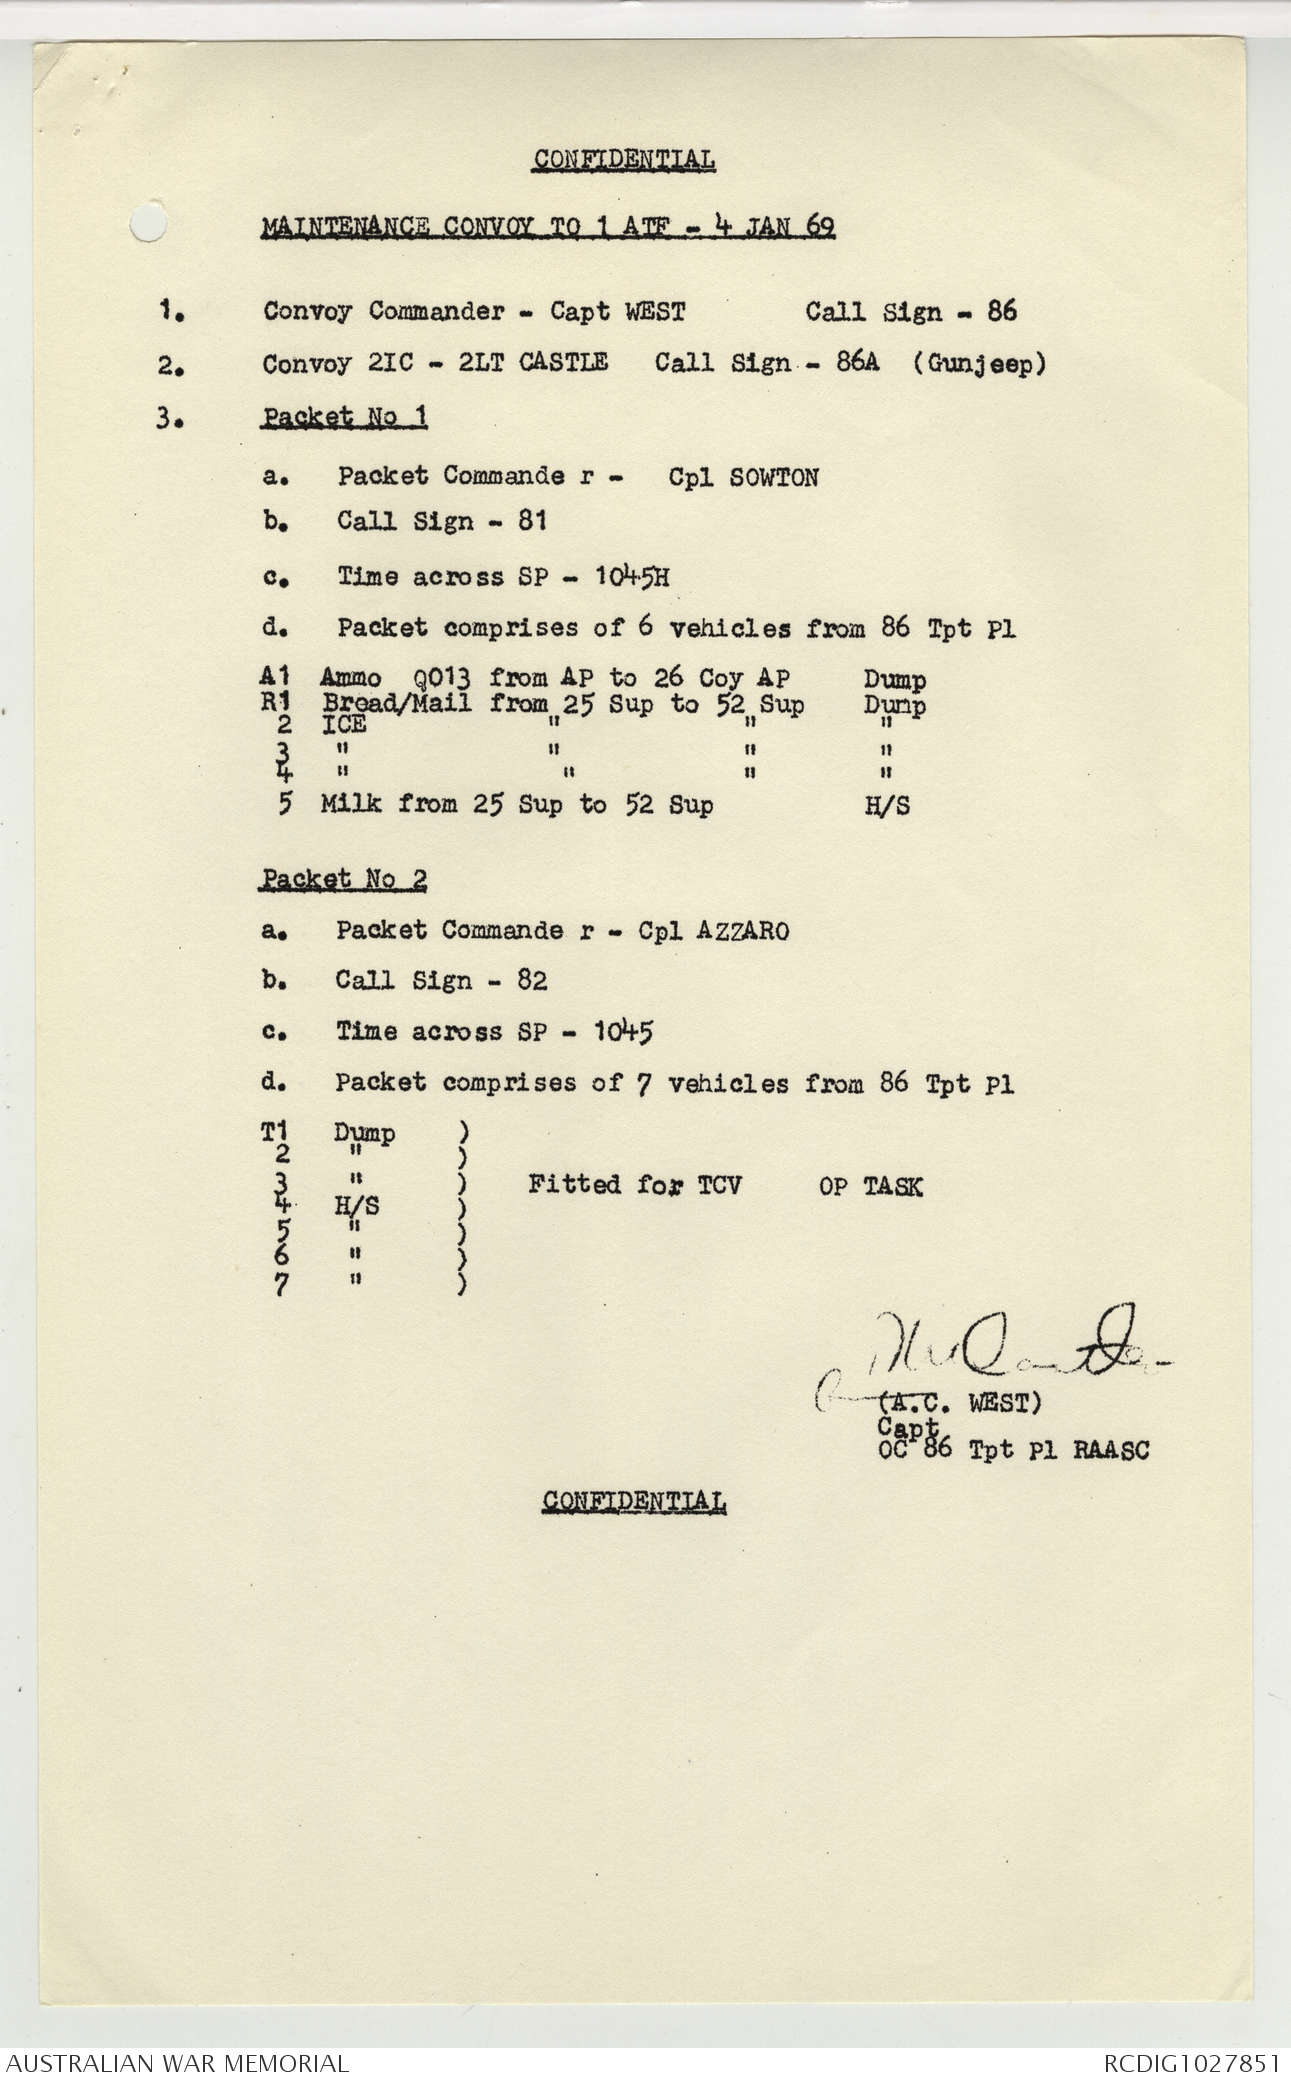 CONFIDENTIAL
MAINTENANCE CONVOY TO 1 ATF - 4 JAN 69
1. Convoy Commander - Capt WEST Call Sign - 86
2. Convoy 2IC - 2LT CASTLE Call Sign - 86A (Gunjeep)
3. Packet No 1
a. Packet Commande r - Cpl SOWTON
b. Call Sign - 81
c. Time across SP - 1045H
d. Packet comprises of 6 vehicles from 86 Tpt Pl
A1 Ammo Q013 from AP to 26 Coy AP Dump
R1 Bread/Mail from 25 Sup to 52 Sup Dump
2 ICE " " "
3 " " " "
4 " " " "
5 Milk from 25 Sup to 52 Sup H/S
Packet No 2
a. Packet Commande r - Cpl AZZARO
b. Call Sign - 82
c. Time across SP - 1045
d. Packet comprises of 7 vehicles from 86 Tpt Pl
T1 Dump )
2 " )
3 " ) Fitted for TCV OP TASK
4 H/S )
5 " )
6 " )
7 " )
(A.C. WEST)
Capt
OC 86 Tpt Pl RAASC
CONFIDENTIAL
AUSTRALIAN WAR MEMORIAL RCDIG1027851